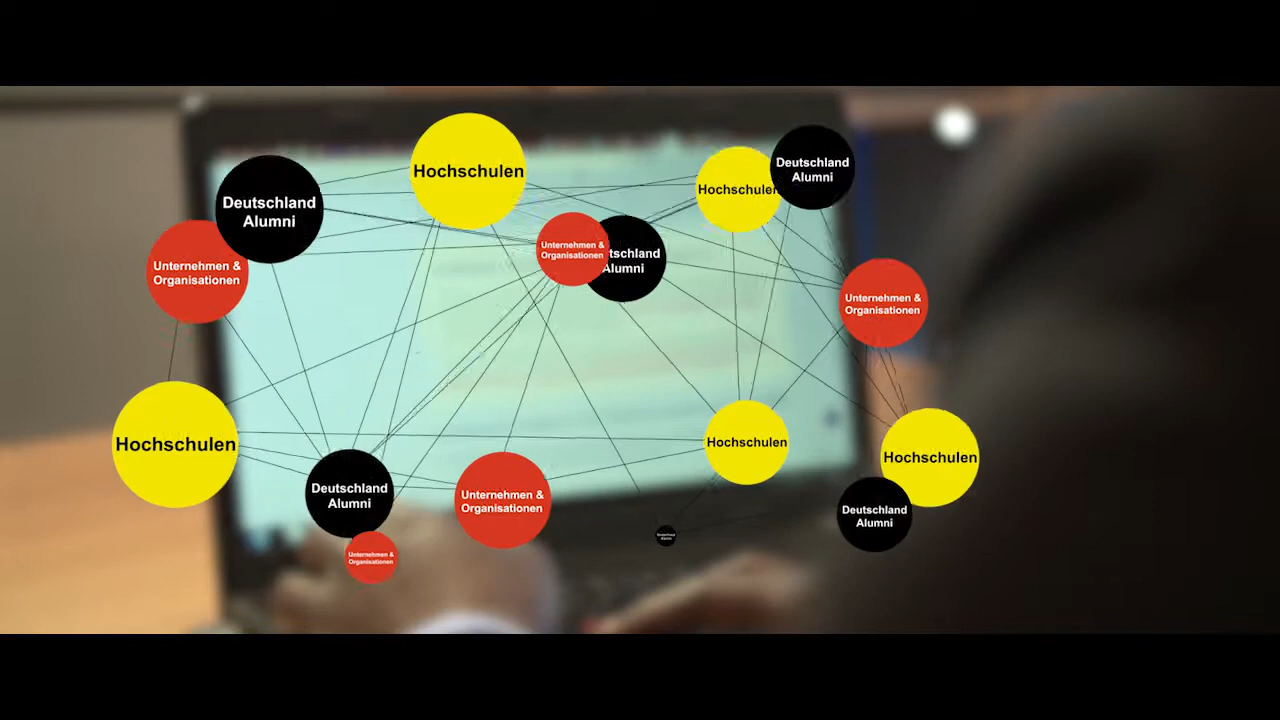 Hochschulen
Deutschland
Alumni
Hochschulen
Deutschland
Alumni
Unternehmen &
Organisationen
Unternehmen &
Organisationen
tschland
Alumni
Unternehmen &
Organisationen
Hochschulen
Hochschulen
Hochschulen
Deutschland
Alumni
Unternehmen &
Organisationen
Deutschland
Alumni
Unternehmen &
Organisationen
Deutschland
Alumni